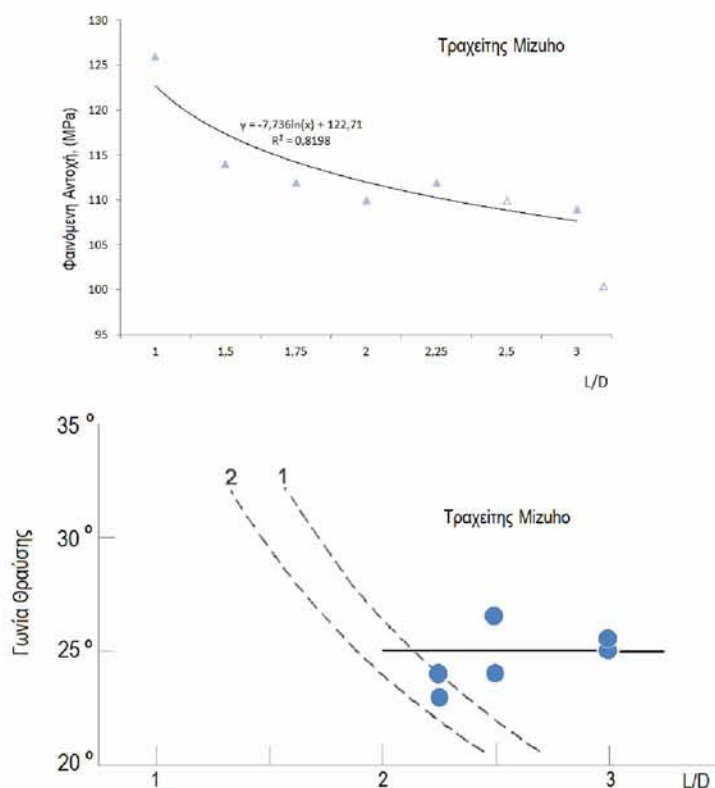 130
Τραχείτης Mizuho
125
120
115
110
105
100
95
Φαινόμενη Αντοχή, (MPa)
y = -7,736ln(x) + 122,71
R² = 0,8198
1 1,5 1,75 2 2,25 2,5 3
L/D
35°
30°
25°
20°
Γωνία Θραύσης
2 1
Τραχείτης Mizuho
1 2 3 L/D